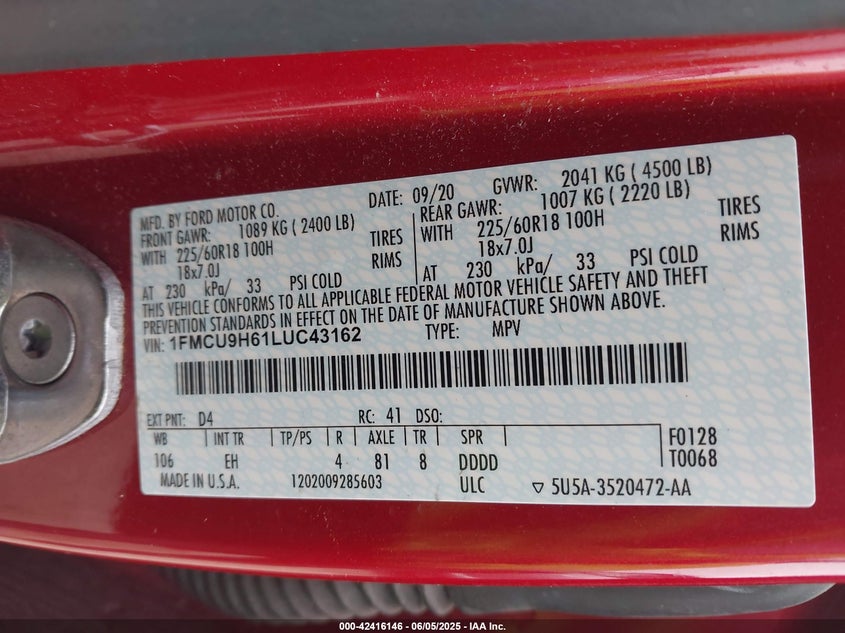 MFD. BY FORD MOTOR CO. DATE: 09/20 GVWR: 2041 KG ( 4500 LB)
FRONT GAWR: 1089 KG ( 2400 LB) REAR GAWR: 1007 KG ( 2220 LB)
WITH 225/60R18 100H TIRES WITH 225/60R18 100H TIRES
18x7.0J RIMS 18x7.0J RIMS
AT 230 kPa/ 33 PSI COLD AT 230 kPa/ 33 PSI COLD
THIS VEHICLE CONFORMS TO ALL APPLICABLE FEDERAL MOTOR VEHICLE SAFETY AND THEFT
PREVENTION STANDARDS IN EFFECT ON THE DATE OF MANUFACTURE SHOWN ABOVE.
VIN: 1FMCU9H61LUC43162 TYPE: MPV
EXT PNT: D4 RC: 41 DSO:
WB INT TR TP/PS R AXLE TR SPR F0128
106 EH 4 81 8 DDDD T0068
MADE IN U.S.A. 1202009285603 ULC ▽ 5U5A-3520472-AA
000-42416146 - 06/05/2025 - IAA Inc.